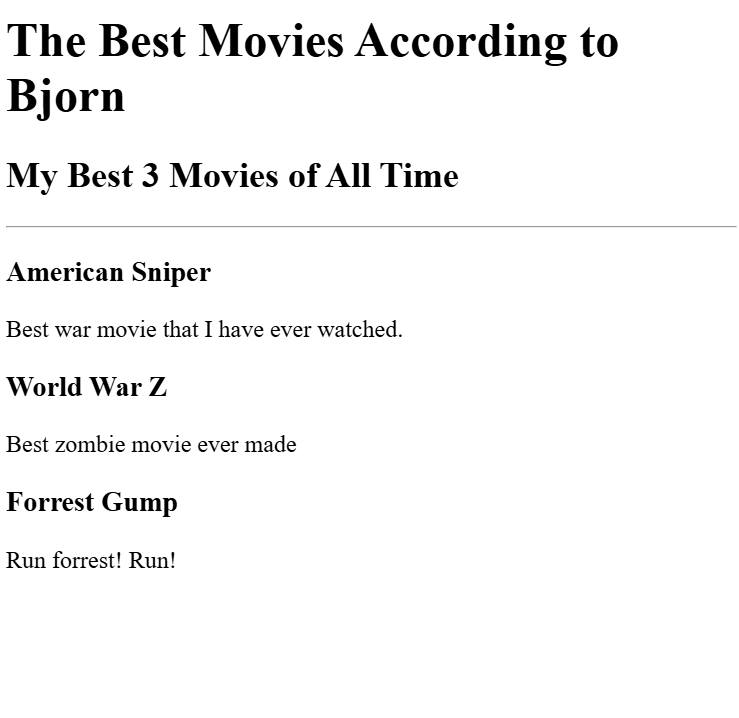 The Best Movies According to
Bjorn
My Best 3 Movies of All Time
American Sniper
Best war movie that I have ever watched.
World War Z
Best zombie movie ever made
Forrest Gump
Run forrest! Run!